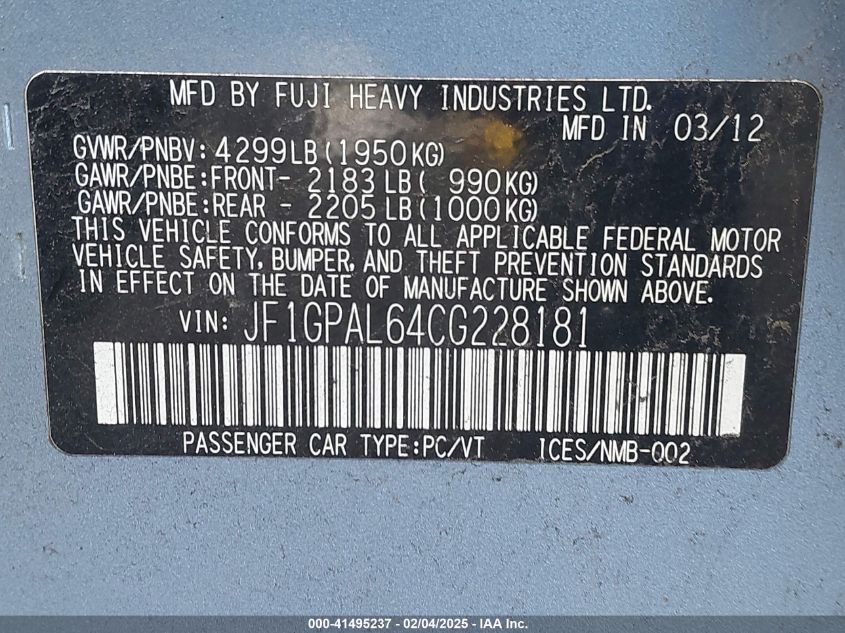 MFD BY FUJI HEAVY INDUSTRIES LTD.
MFD IN 03/12
GVWR/PNBV: 4299LB(1950KG)
GAWR/PNBE:FRONT- 2183 LB( 990KG)
GAWR/PNBE:REAR - 2205 LB(1000KG)
THIS VEHICLE CONFORMS TO ALL APPLICABLE FEDERAL MOTOR
VEHICLE SAFETY, BUMPER, AND THEFT PREVENTION STANDARDS
IN EFFECT ON THE DATE OF MANUFACTURE SHOWN ABOVE.
VIN: JF1GPAL64CG228181
PASSENGER CAR TYPE:PC/VT ICES/NMB-002
000-41495237 - 02/04/2025 - IAA Inc.